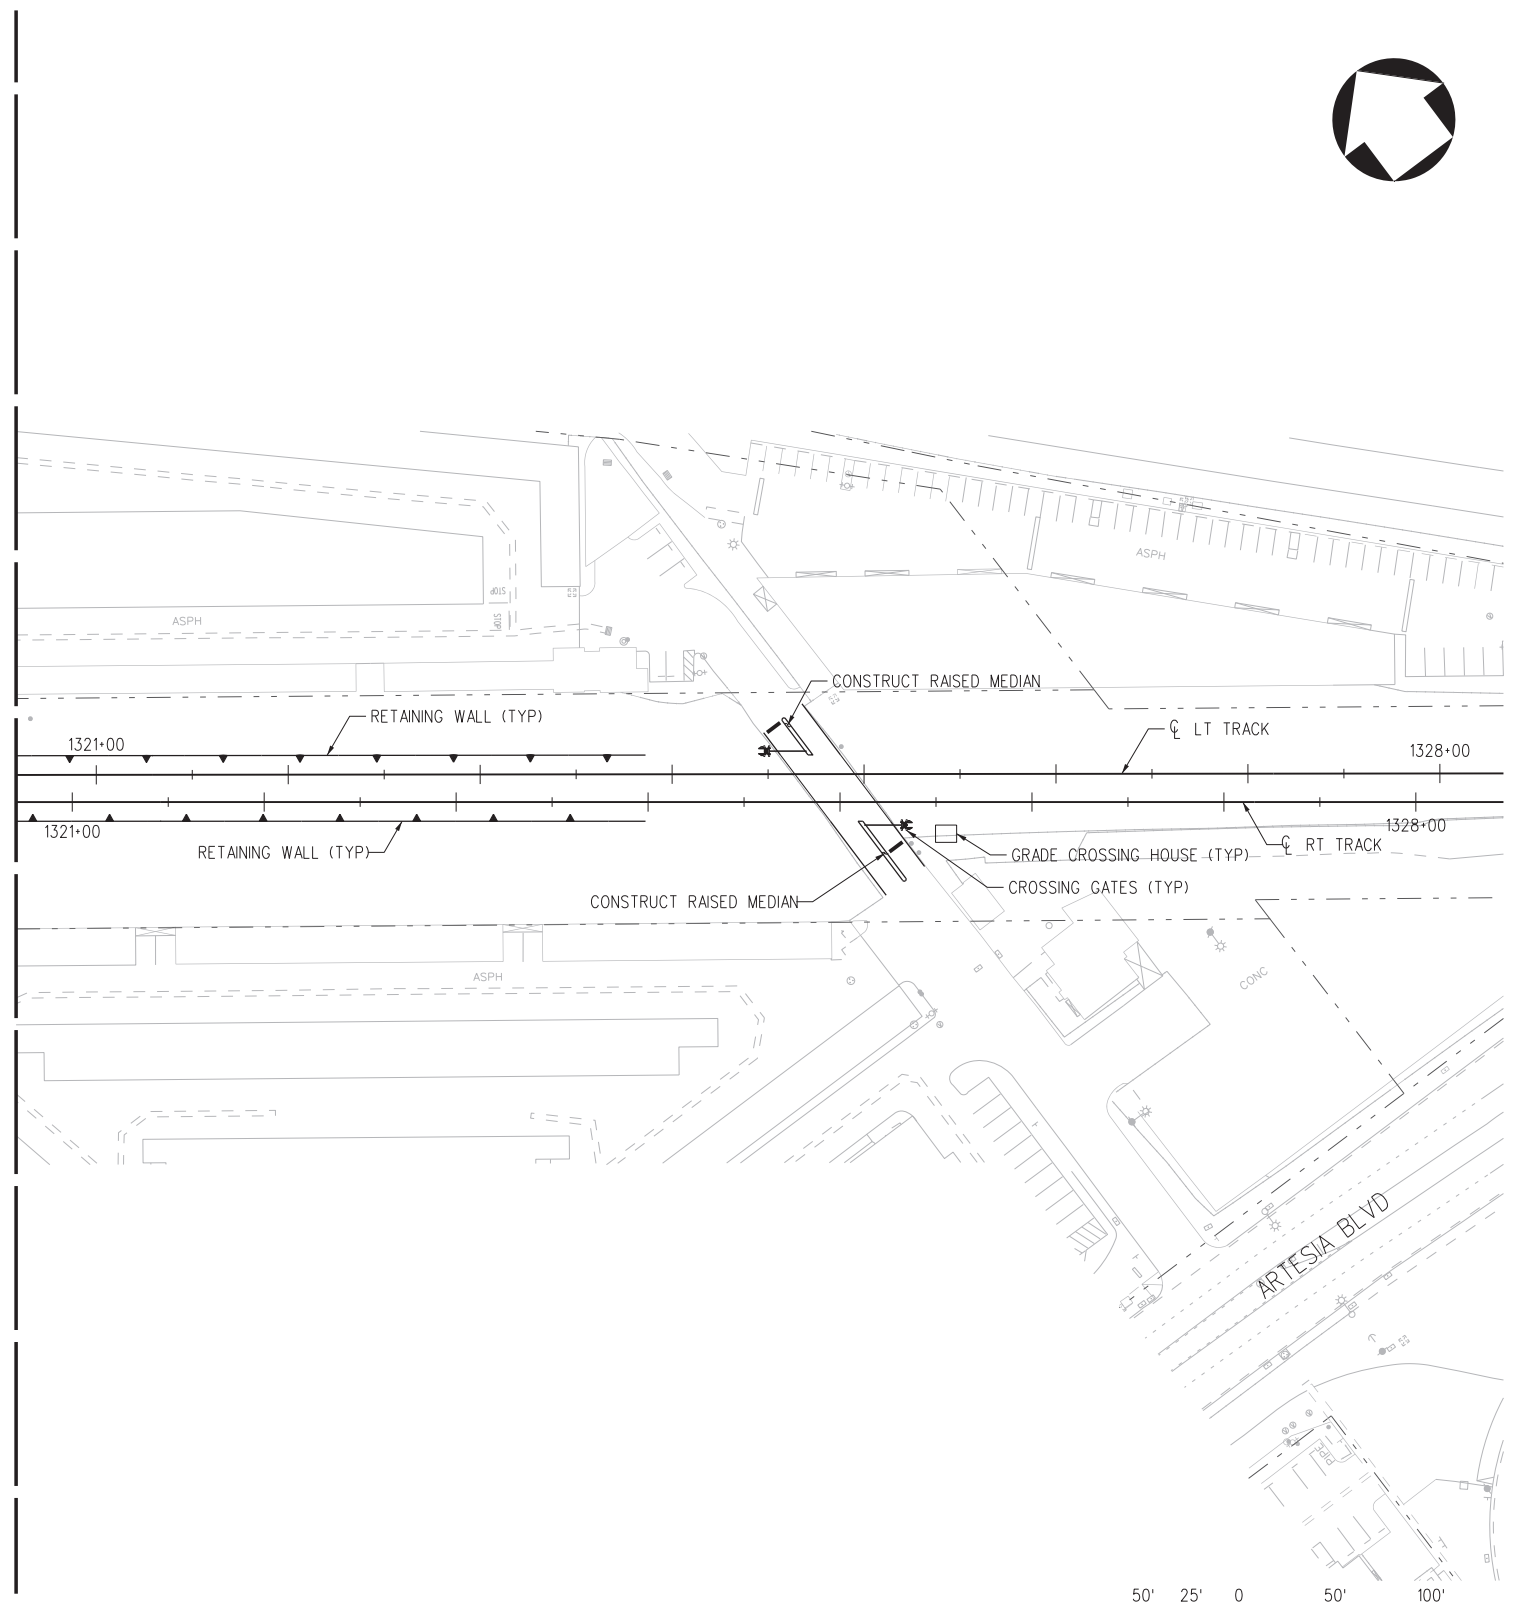 ASPH
STOP
STOP
ASPH
CONSTRUCT RAISED MEDIAN
RETAINING WALL (TYP)
℄ LT TRACK
1321+00
1328+00
1321+00
1328+00
RETAINING WALL (TYP)
℄ RT TRACK
GRADE CROSSING HOUSE (TYP)
CROSSING GATES (TYP)
CONSTRUCT RAISED MEDIAN
ASPH
CONC
ARTESIA BLVD
PIPE
50' 25' 0 50' 100'